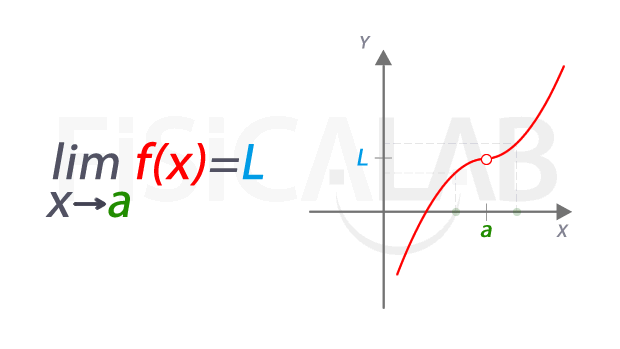 lim f(x)=L
x→a
FiSiCALAB
Y
L
a
X